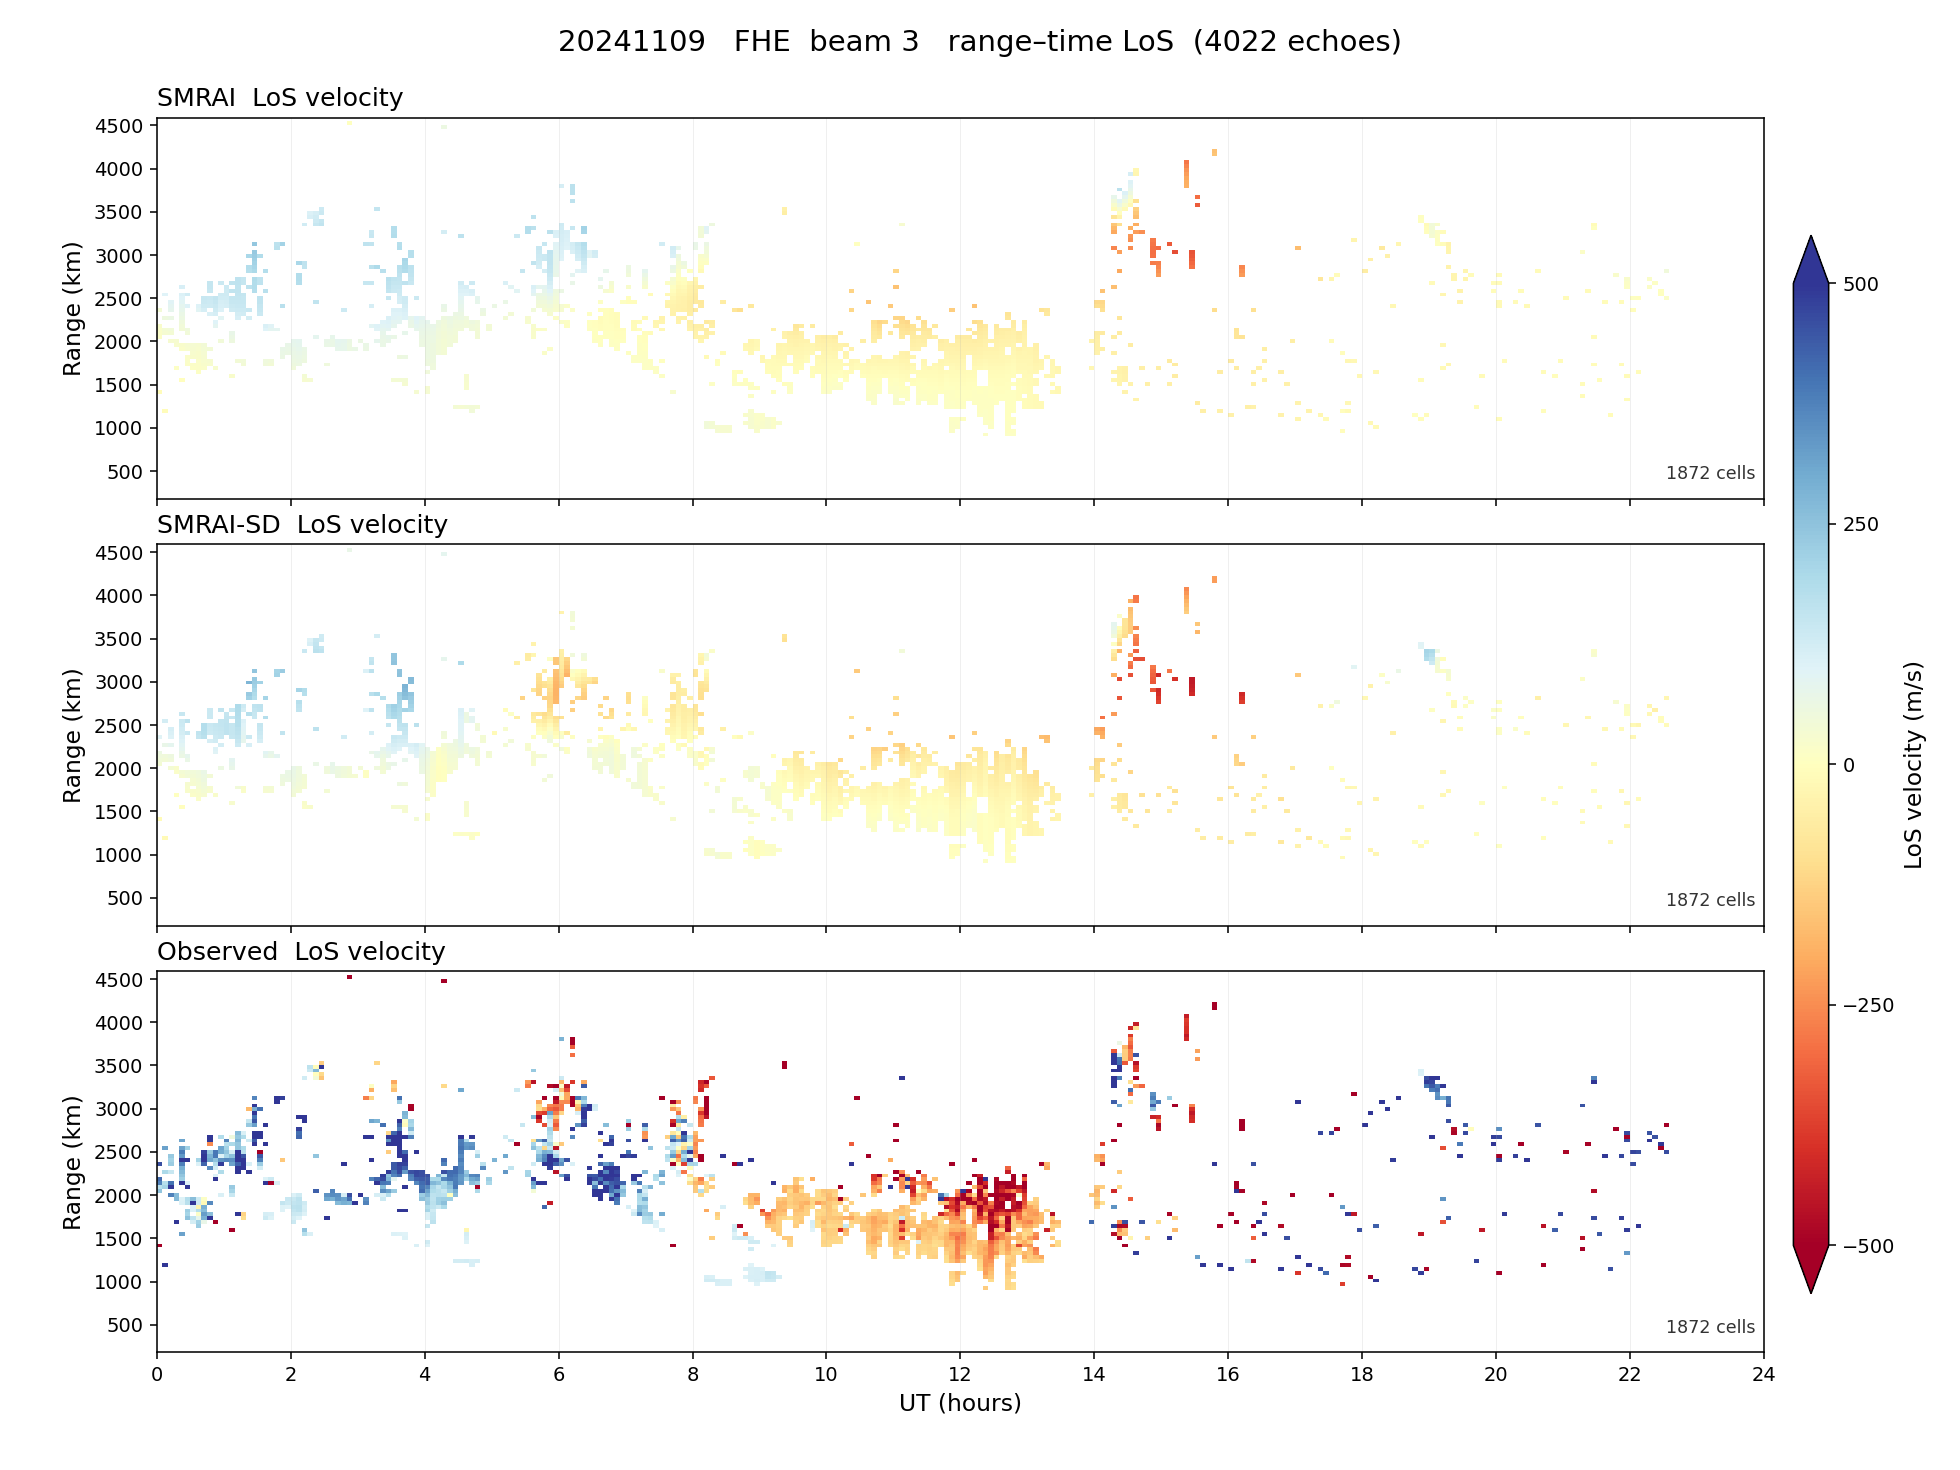 20241109 FHE beam 3 range–time LoS (4022 echoes)
SMRAI LoS velocity
4500
4000
3500
3000
2500
2000
1500
1000
500
Range (km)
1872 cells
SMRAI-SD LoS velocity
4500
4000
3500
3000
2500
2000
1500
1000
500
Range (km)
1872 cells
Observed LoS velocity
4500
4000
3500
3000
2500
2000
1500
1000
500
Range (km)
1872 cells
0 2 4 6 8 10 12 14 16 18 20 22 24
UT (hours)
500
250
0
−250
−500
LoS velocity (m/s)